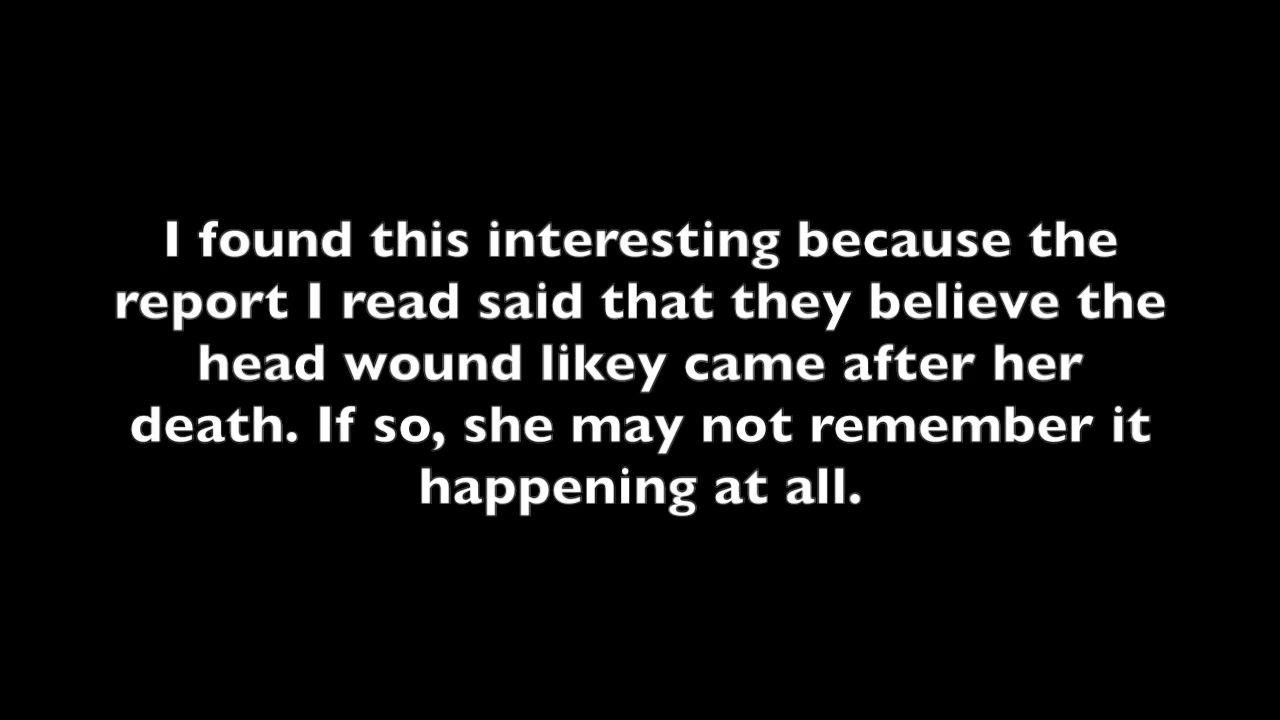 I found this interesting because the
report I read said that they believe the
head wound likey came after her
death. If so, she may not remember it
happening at all.